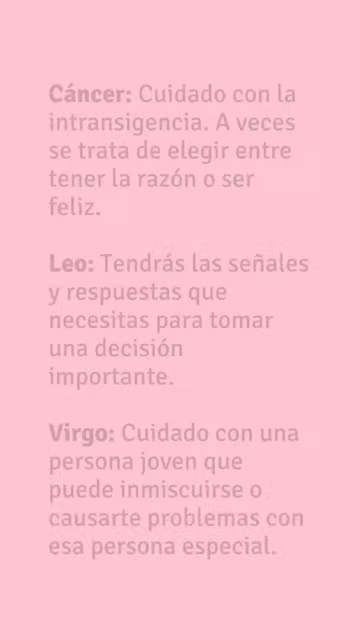 Cáncer: Cuidado con la
intransigencia. A veces
se trata de elegir entre
tener la razón o ser
feliz.
Leo: Tendrás las señales
y respuestas que
necesitas para tomar
una decisión
importante.
Virgo: Cuidado con una
persona joven que
puede inmiscuirse o
causarte problemas con
esa persona especial.